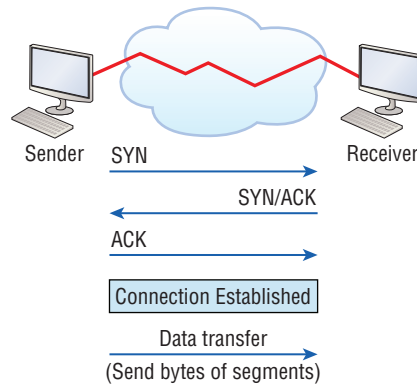 Sender
Receiver
SYN
SYN/ACK
ACK
Connection Established
Data transfer
(Send bytes of segments)